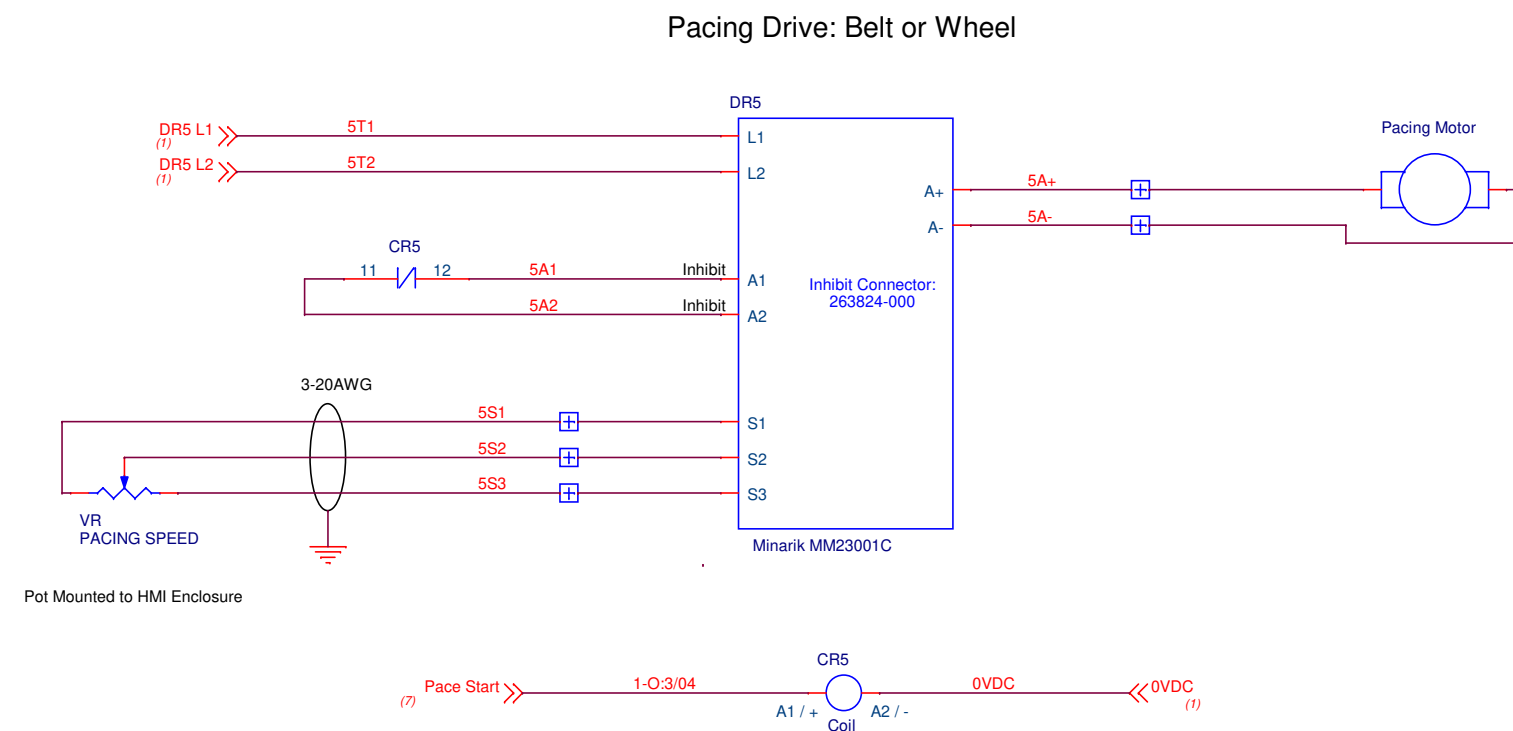 Pacing Drive: Belt or Wheel
DR5
DR5 L1
(1)
5T1
L1
DR5 L2
(1)
5T2
L2
Pacing Motor
A+
5A+
A-
5A-
CR5
11
12
5A1
Inhibit
A1
5A2
Inhibit
A2
Inhibit Connector:
263824-000
3-20AWG
5S1
S1
5S2
S2
5S3
S3
VR
PACING SPEED
Minarik MM23001C
Pot Mounted to HMI Enclosure
CR5
Pace Start
(7)
1-O:3/04
A1 / +
A2 / -
Coil
0VDC
0VDC
(1)